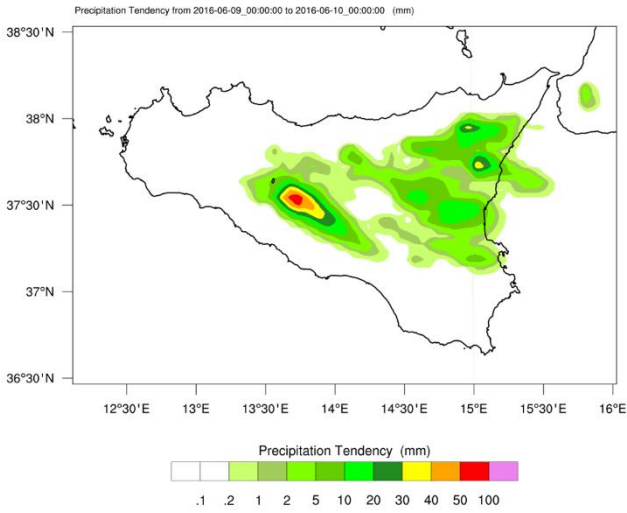 Precipitation Tendency from 2016-06-09_00:00:00 to 2016-06-10_00:00:00 (mm)
38°30'N
38°N
37°30'N
37°N
36°30'N
12°30'E 13°E 13°30'E 14°E 14°30'E 15°E 15°30'E 16°E
Precipitation Tendency (mm)
.1 .2 1 2 5 10 20 30 40 50 100